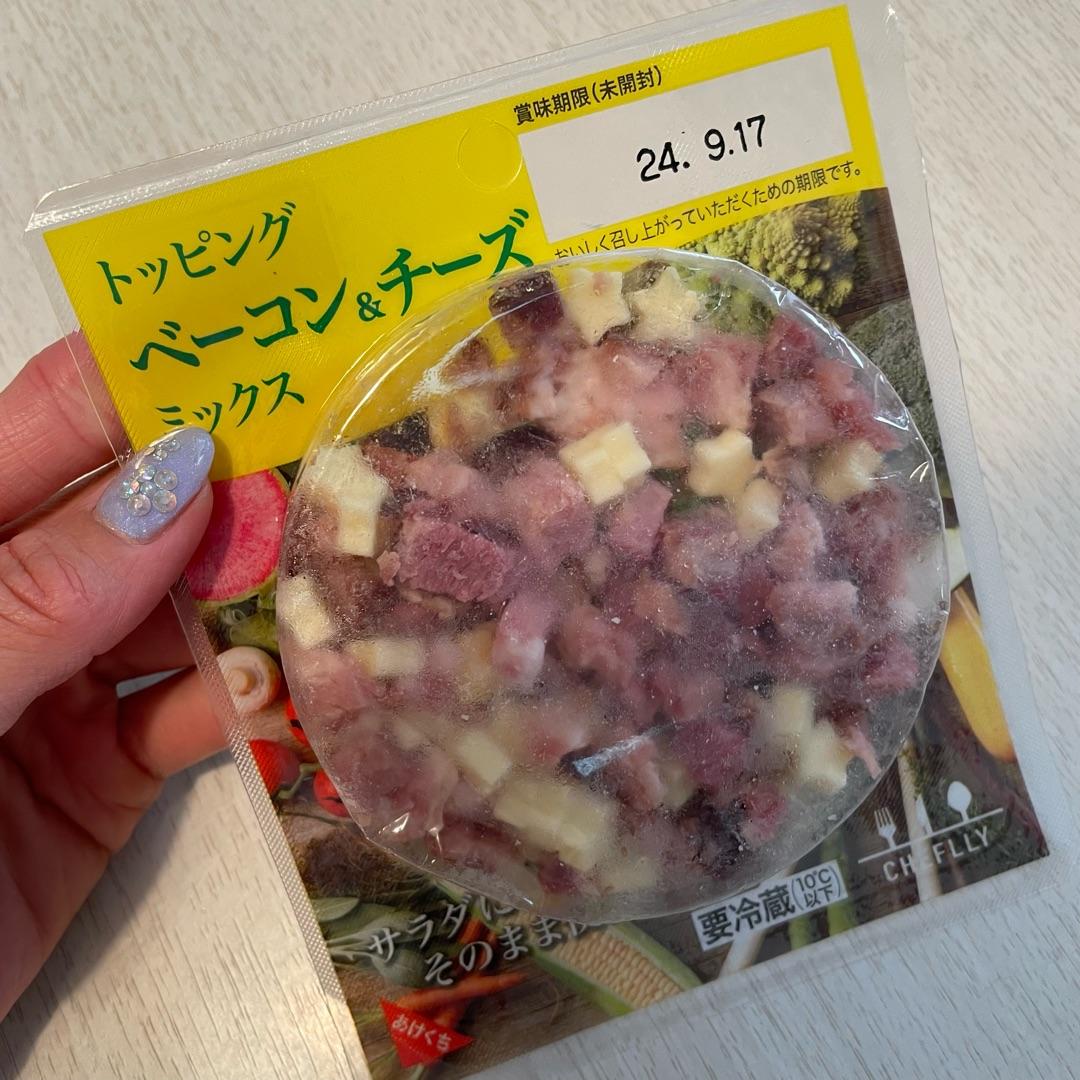 賞味期限(未開封)
24. 9.17
おいしく召し上がっていただくための期限です。
トッピング
ベーコン&チーズ
ミックス
CHEFLLY
要冷蔵(10℃以下)
サラダに
そのまま
あけくち